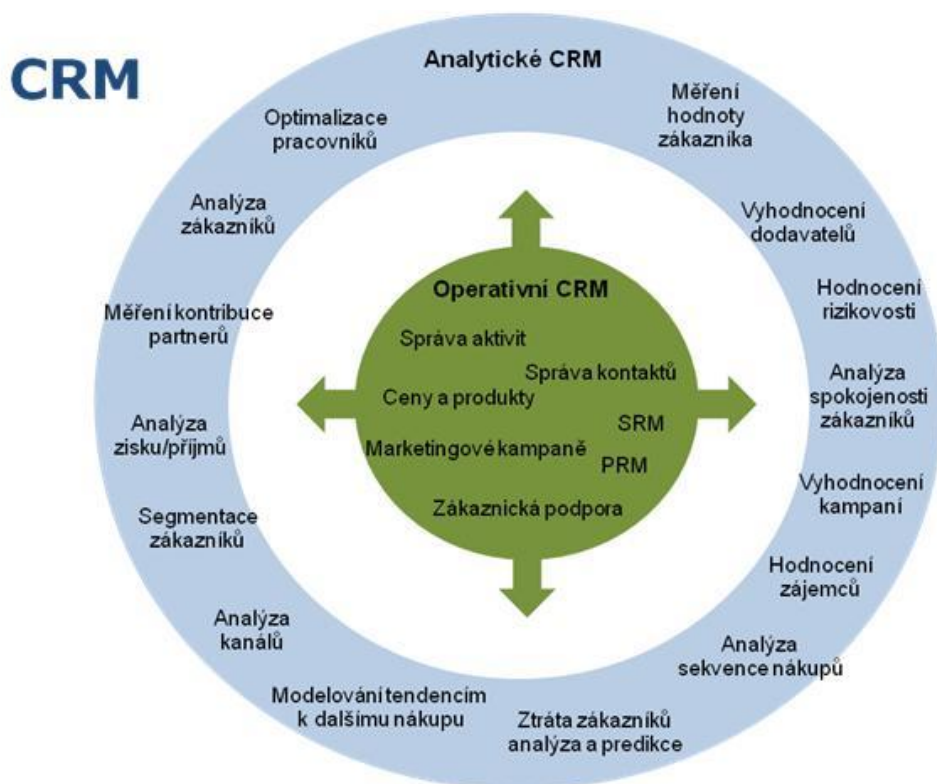 CRM
Analytické CRM
Optimalizace
pracovníků
Měření
hodnoty
zákazníka
Analýza
zákazníků
Vyhodnocení
dodavatelů
Měření kontribuce
partnerů
Hodnocení
rizikovosti
Analýza
zisku/příjmů
Analýza
spokojenosti
zákazníků
Segmentace
zákazníků
Vyhodnocení
kampaní
Analýza
kanálů
Hodnocení
zájemců
Modelování tendencím
k dalšímu nákupu
Analýza
sekvence nákupů
Ztráta zákazníků
analýza a predikce
Operativní CRM
Správa aktivit
Správa kontaktů
Ceny a produkty
SRM
Marketingové kampaně
PRM
Zákaznická podpora